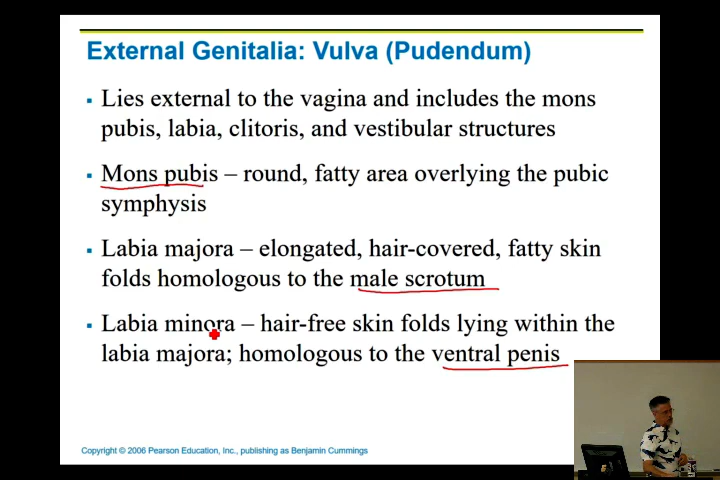 External Genitalia: Vulva (Pudendum)
▪ Lies external to the vagina and includes the mons
pubis, labia, clitoris, and vestibular structures
▪ Mons pubis – round, fatty area overlying the pubic
symphysis
▪ Labia majora – elongated, hair-covered, fatty skin
folds homologous to the male scrotum
▪ Labia minora – hair-free skin folds lying within the
labia majora; homologous to the ventral penis
Copyright © 2006 Pearson Education, Inc., publishing as Benjamin Cummings